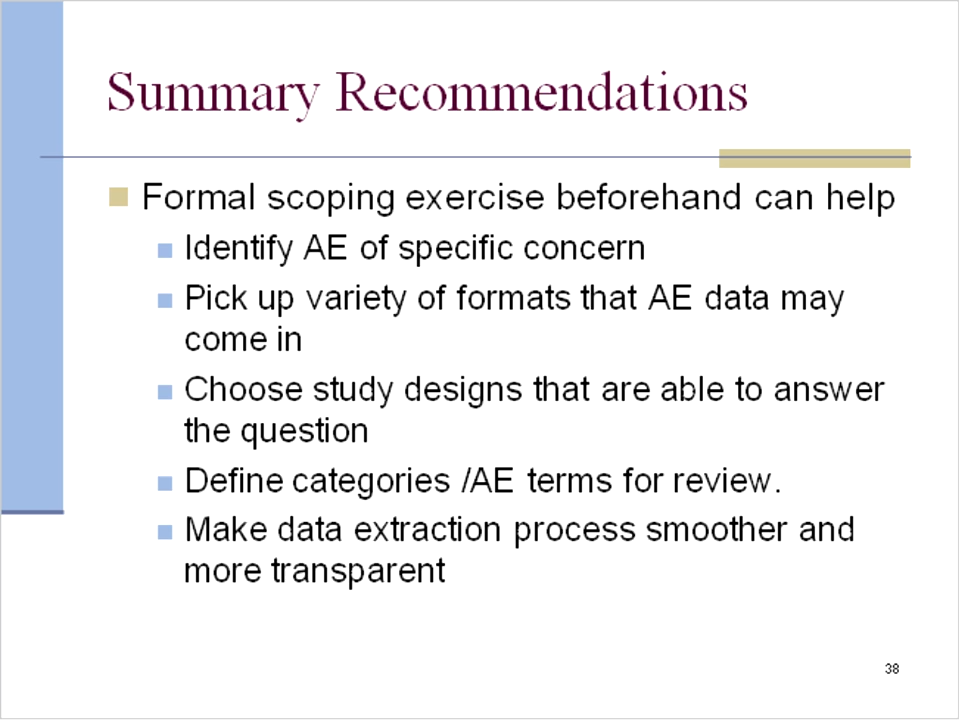 Summary Recommendations
Formal scoping exercise beforehand can help
Identify AE of specific concern
Pick up variety of formats that AE data may
come in
Choose study designs that are able to answer
the question
Define categories /AE terms for review.
Make data extraction process smoother and
more transparent
38